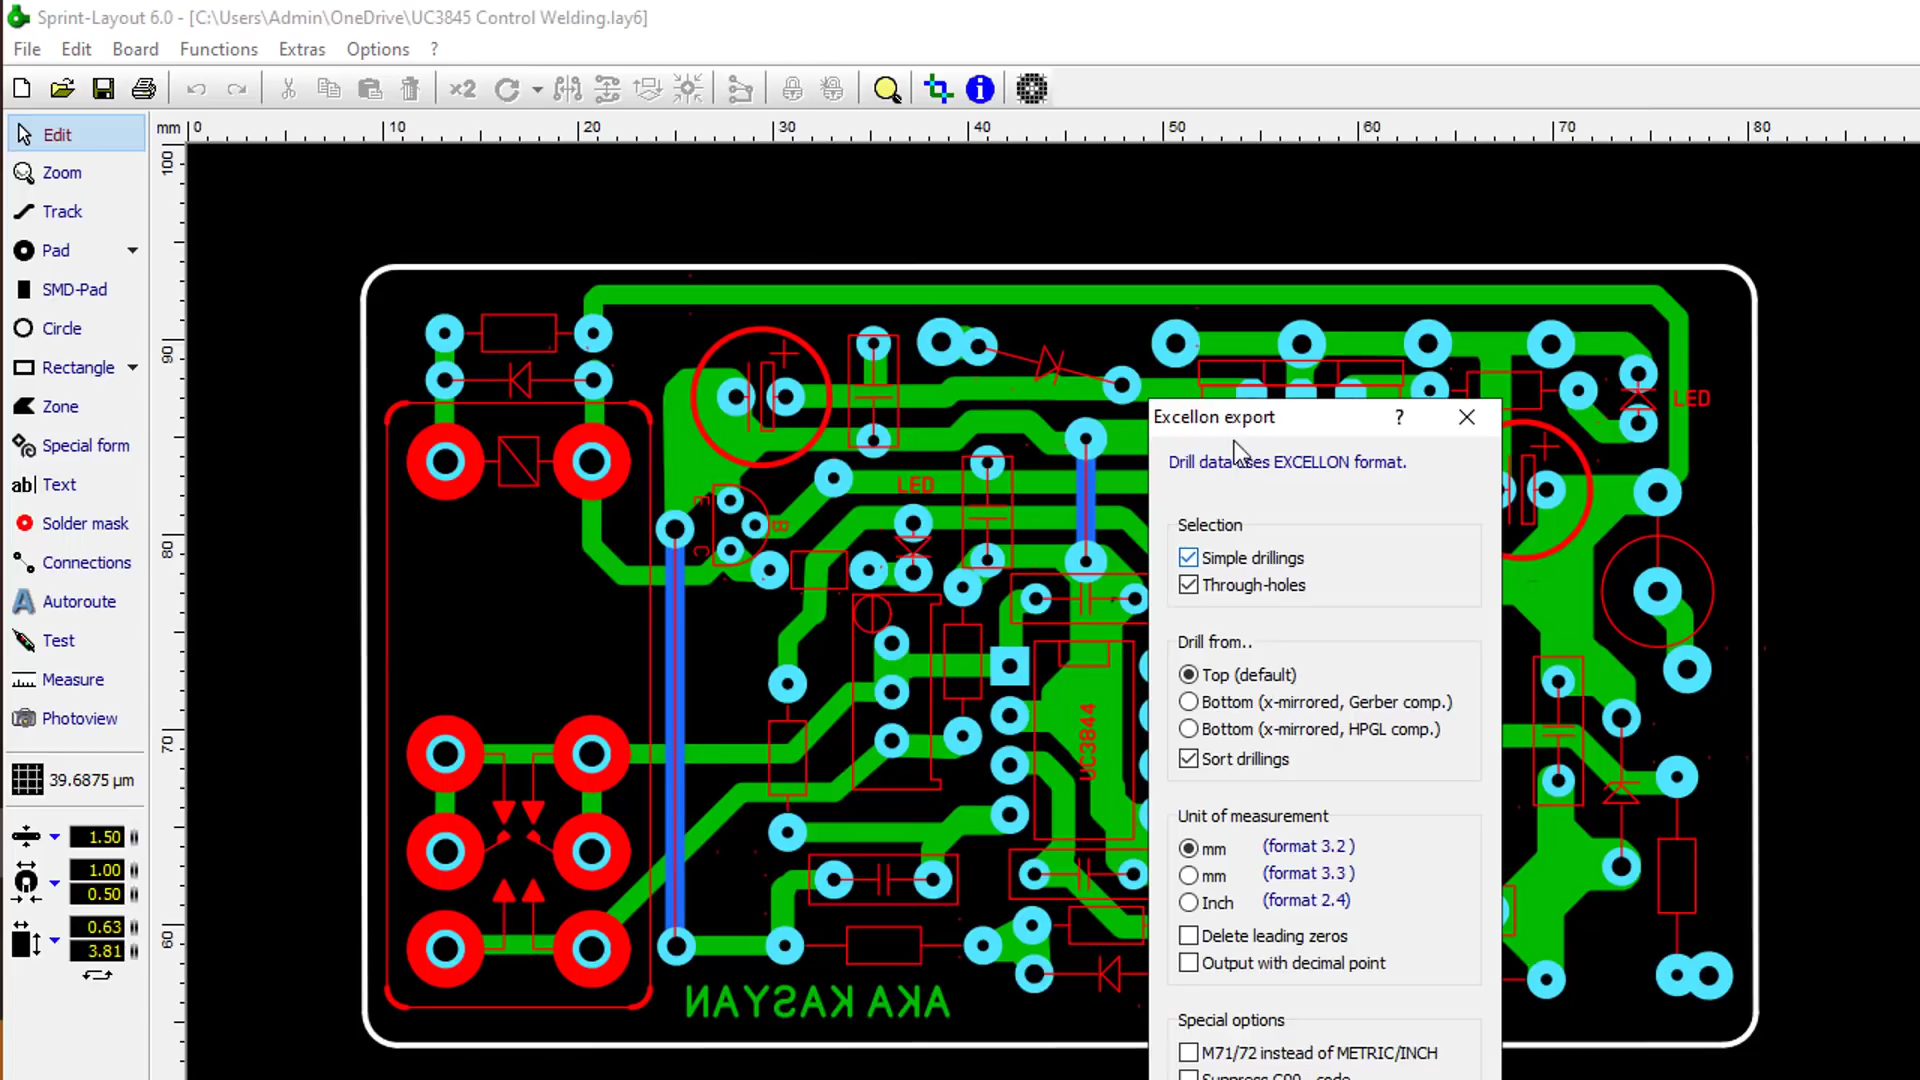 Sprint-Layout 6.0 - [C:\Users\Admin\OneDrive\UC3845 Control Welding.lay6]
File Edit Board Functions Extras Options ?
x2
mm 0 10 20 30 40 50 60 70 80
Edit
Zoom
Track
Pad
SMD-Pad
Circle
Rectangle
Zone
Special form
ab| Text
Solder mask
Connections
Autoroute
Test
Measure
Photoview
39.6875 µm
1.50
1.00
0.50
0.63
3.81
100
90
80
70
60
LED
E
B
C
LED
UC3844
AKA KASYAN
Excellon export ?
Drill data uses EXCELLON format.
Selection
Simple drillings
Through-holes
Drill from..
Top (default)
Bottom (x-mirrored, Gerber comp.)
Bottom (x-mirrored, HPGL comp.)
Sort drillings
Unit of measurement
mm (format 3.2 )
mm (format 3.3 )
Inch (format 2.4)
Delete leading zeros
Output with decimal point
Special options
M71/72 instead of METRIC/INCH